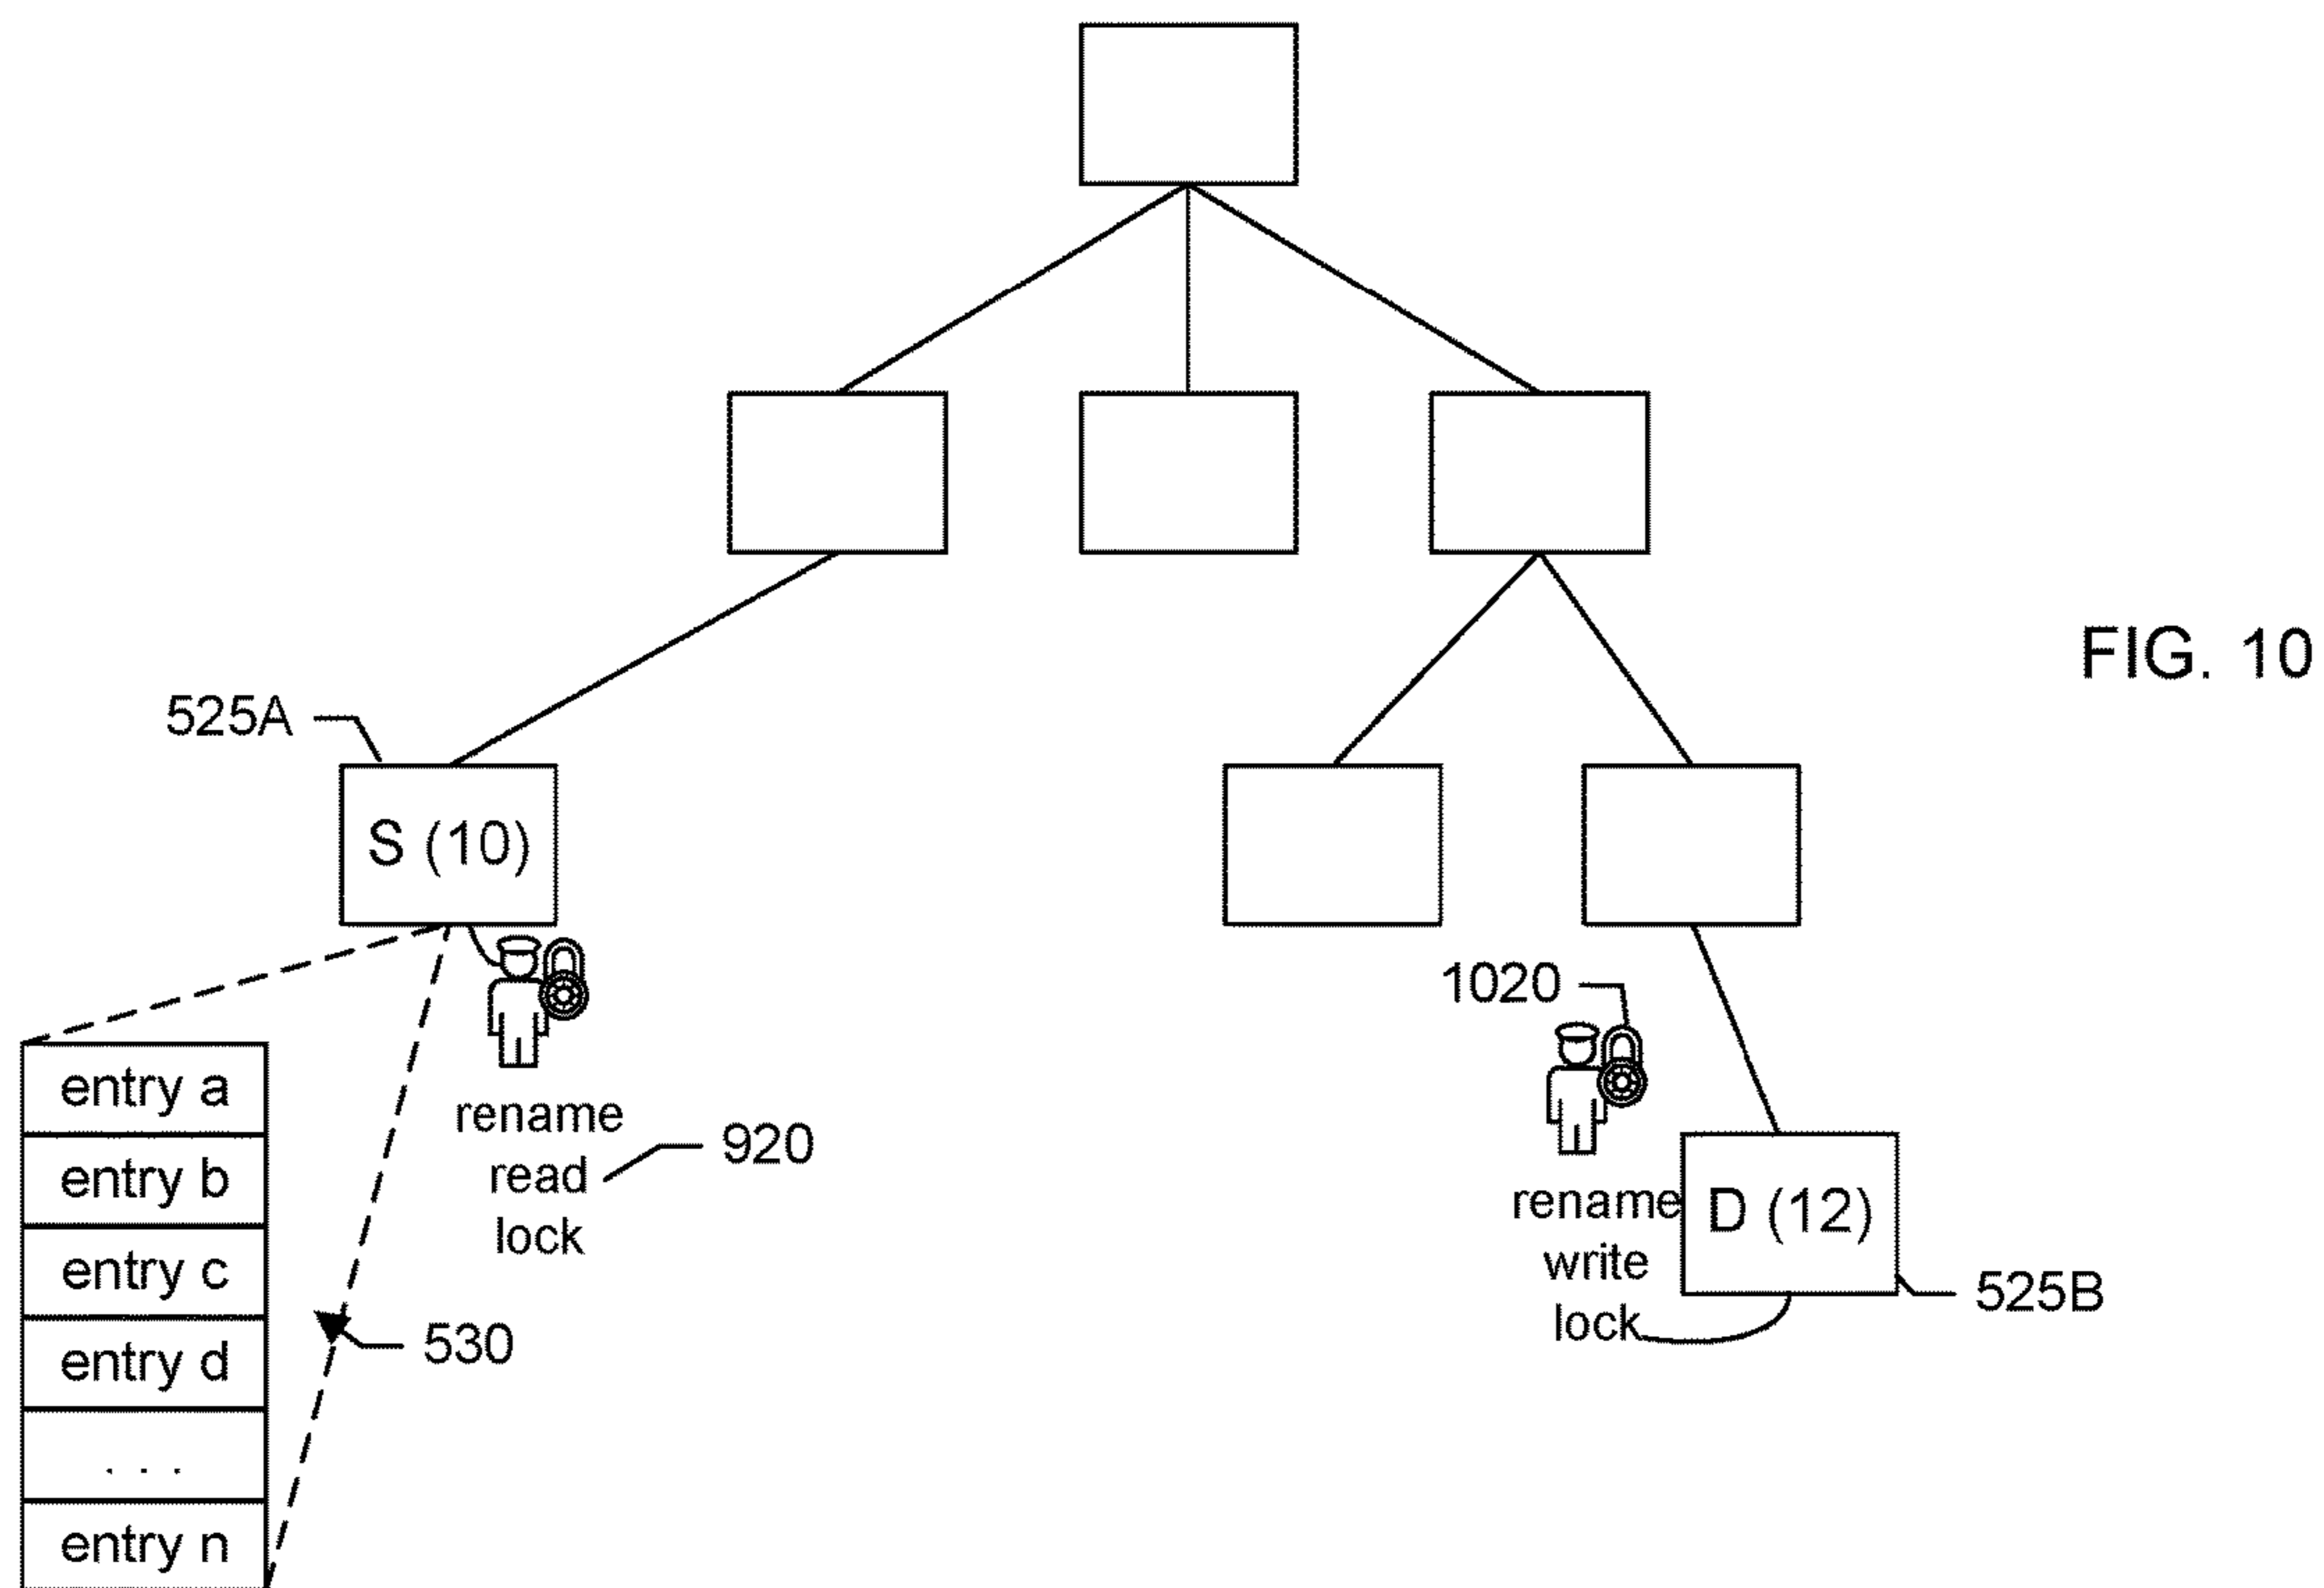 FIG. 10
525A
S (10)
1020
entry a
entry b
entry c
entry d
. . .
entry n
rename
read
lock
920
530
rename
write
lock
D (12)
525B